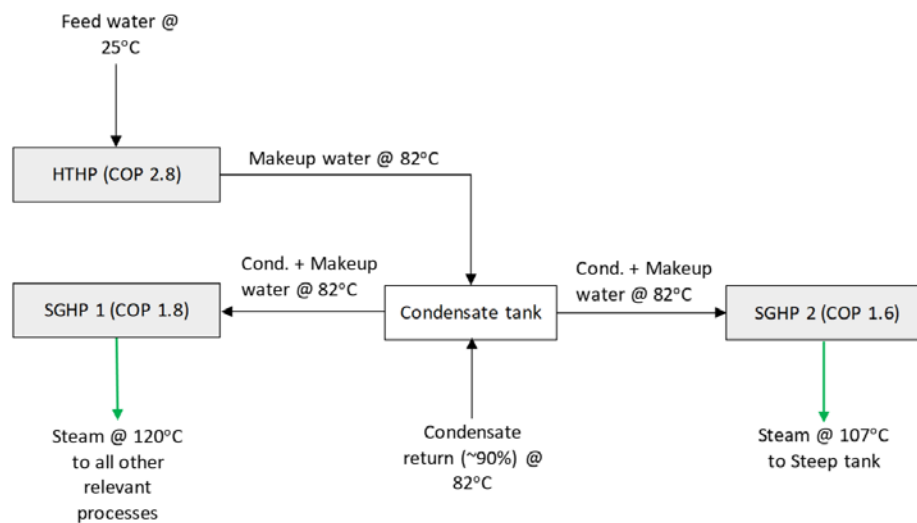 Feed water @
25°C
HTHP (COP 2.8)
Makeup water @ 82°C
Cond. + Makeup
water @ 82°C
Cond. + Makeup
water @ 82°C
SGHP 1 (COP 1.8)
Condensate tank
SGHP 2 (COP 1.6)
Steam @ 120°C
to all other
relevant
processes
Condensate
return (~90%) @
82°C
Steam @ 107°C
to Steep tank